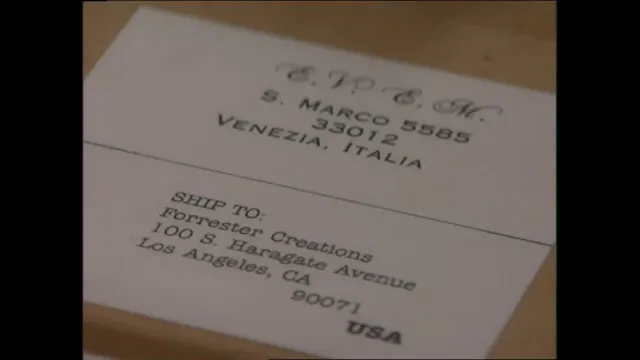 E. V. E. M.
S. MARCO 5585
33012
VENEZIA, ITALIA
SHIP TO:
Forrester Creations
100 S. Haragate Avenue
Los Angeles, CA
90071
USA